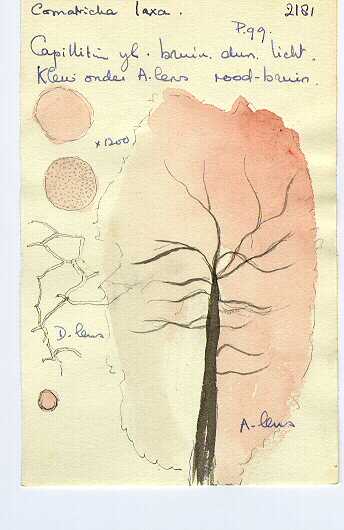 Comatricha laxa. 2181
P.99.
Capillitium gl. bruin. dun. licht.
Kleur onder A. lens rood-bruin.
x 1200
D. lens
A-lens